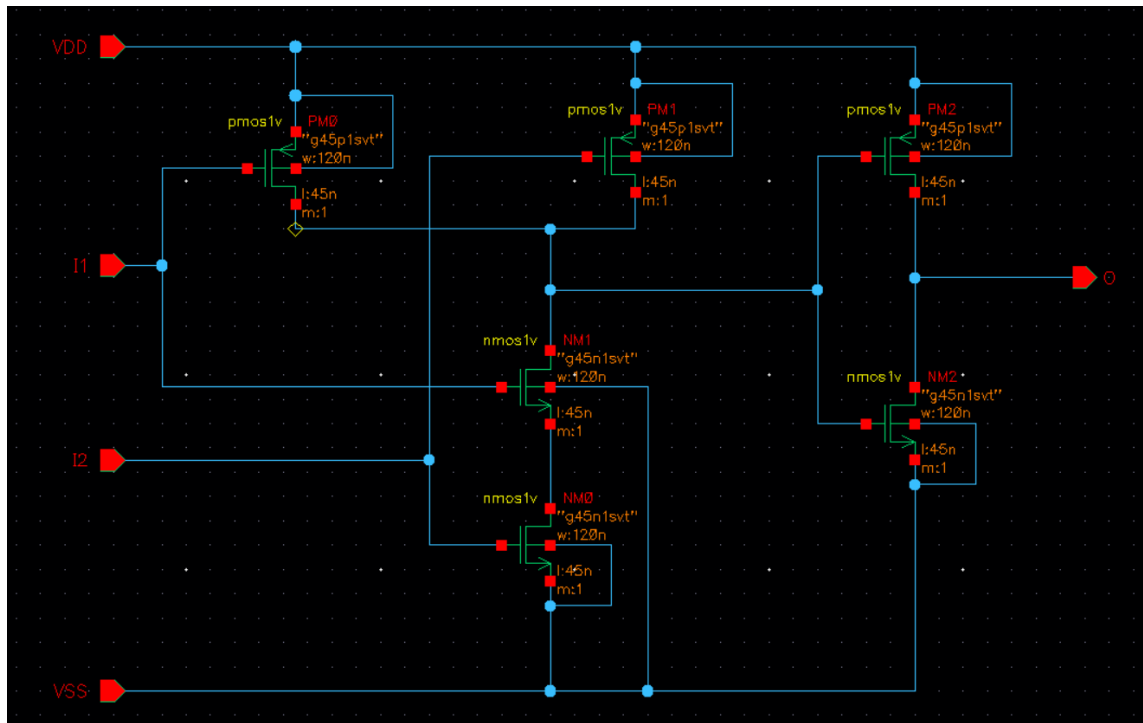 VDD
pmos1v
PM0
"g45p1svt"
w:120n
l:45n
m:1
pmos1v
PM1
"g45p1svt"
w:120n
l:45n
m:1
pmos1v
PM2
"g45p1svt"
w:120n
l:45n
m:1
I1
O
nmos1v
NM1
"g45n1svt"
w:120n
l:45n
m:1
nmos1v
NM2
"g45n1svt"
w:120n
l:45n
m:1
I2
nmos1v
NM0
"g45n1svt"
w:120n
l:45n
m:1
VSS